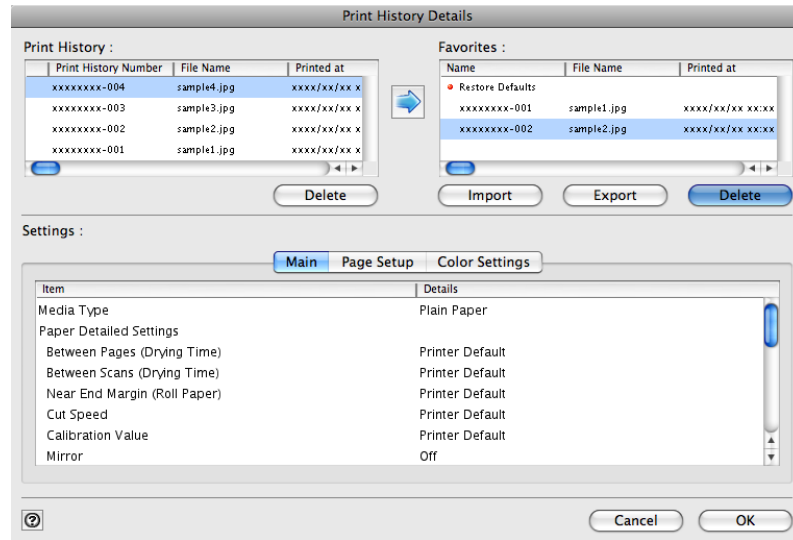 Print History Details
Print History : Favorites :
Print History Number File Name Printed at Name File Name Printed at
xxxxxxxx-004 sample4.jpg xxxx/xx/xx x Restore Defaults
xxxxxxxx-003 sample3.jpg xxxx/xx/xx x xxxxxxxx-001 sample1.jpg xxxx/xx/xx xx:xx
xxxxxxxx-002 sample2.jpg xxxx/xx/xx x xxxxxxxx-002 sample2.jpg xxxx/xx/xx xx:xx
xxxxxxxx-001 sample1.jpg xxxx/xx/xx x
Delete Import Export Delete
Settings :
Main Page Setup Color Settings
Item Details
Media Type Plain Paper
Paper Detailed Settings
Between Pages (Drying Time) Printer Default
Between Scans (Drying Time) Printer Default
Near End Margin (Roll Paper) Printer Default
Cut Speed Printer Default
Calibration Value Printer Default
Mirror Off
? Cancel OK